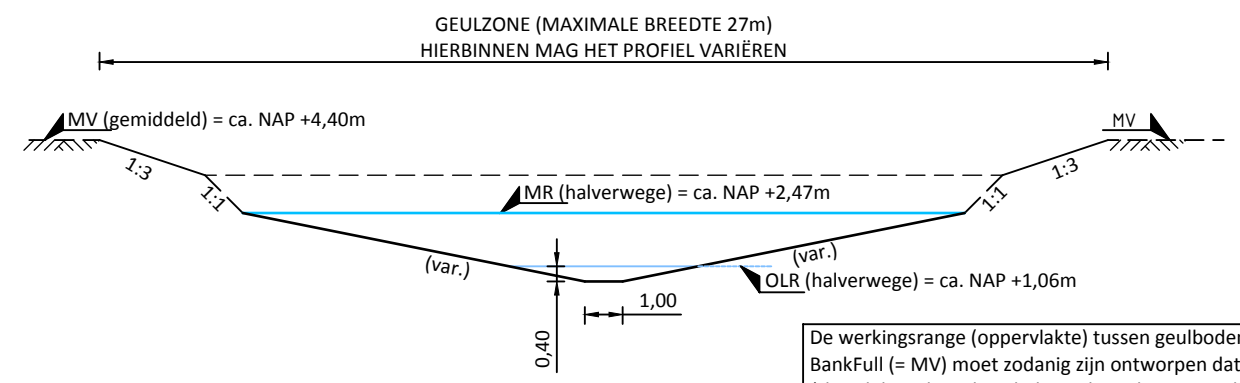 GEULZONE (MAXIMALE BREEDTE 27m)
HIERBINNEN MAG HET PROFIEL VARIËREN
MV (gemiddeld) = ca. NAP +4,40m
MV
1:3
1:3
1:1
MR (halverwege) = ca. NAP +2,47m
1:1
(var.)
(var.)
OLR (halverwege) = ca. NAP +1,06m
1,00
0,40
De werkingsrange (oppervlakte) tussen geulboden
BankFull (= MV) moet zodanig zijn ontworpen dat